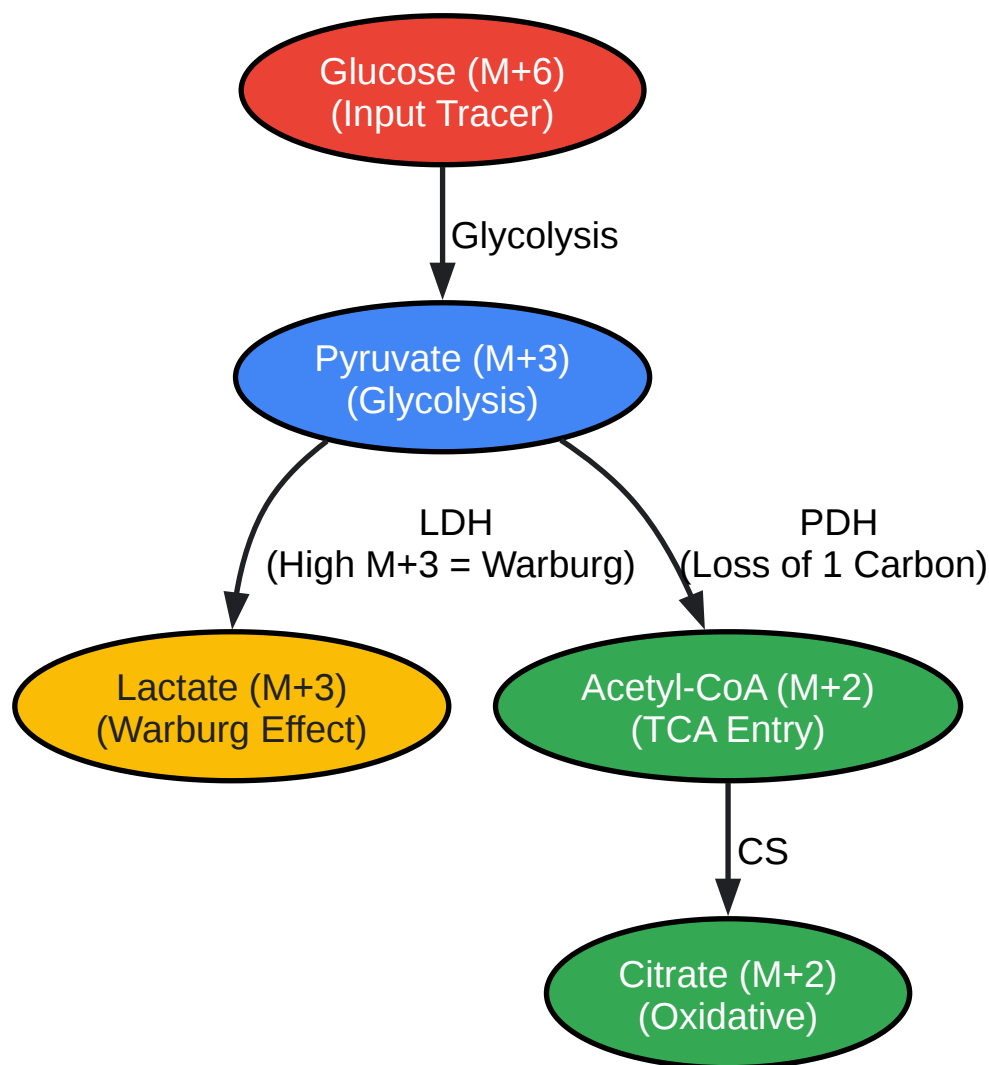 Glucose (M+6)
(Input Tracer)
Glycolysis
Pyruvate (M+3)
(Glycolysis)
LDH
(High M+3 = Warburg)
PDH
(Loss of 1 Carbon)
Lactate (M+3)
(Warburg Effect)
Acetyl-CoA (M+2)
(TCA Entry)
CS
Citrate (M+2)
(Oxidative)